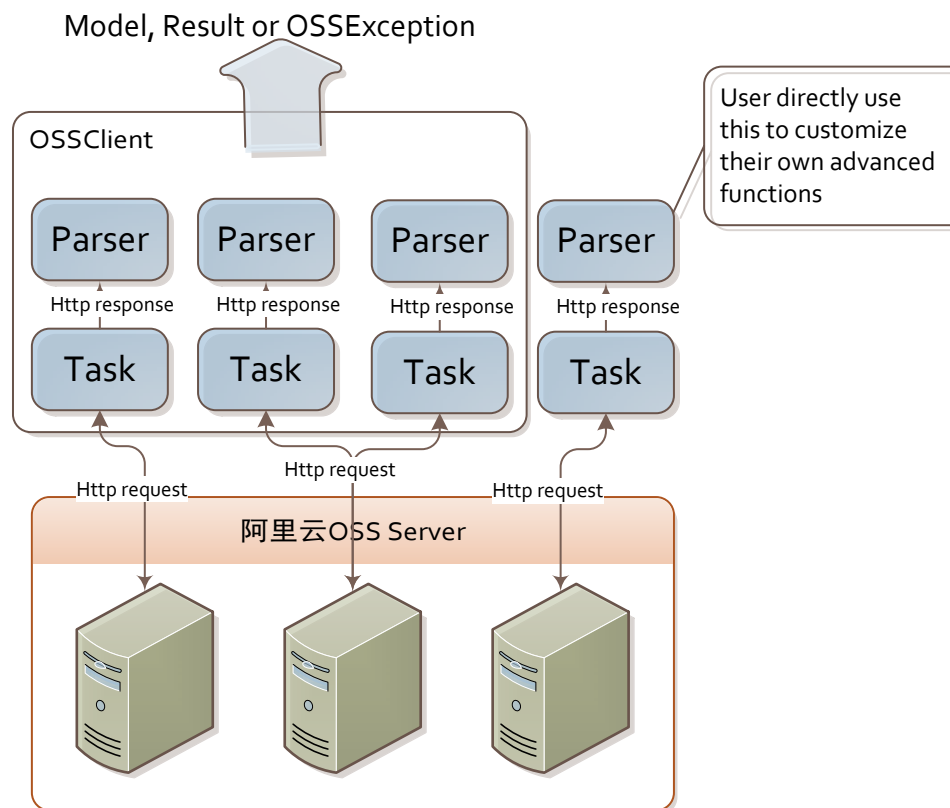 Model, Result or OSSException
OSSClient
User directly use
this to customize
their own advanced
functions
Parser
Parser
Parser
Parser
Http response
Http response
Http response
Http response
Task
Task
Task
Task
Http request
Http request
Http request
阿里云OSS Server